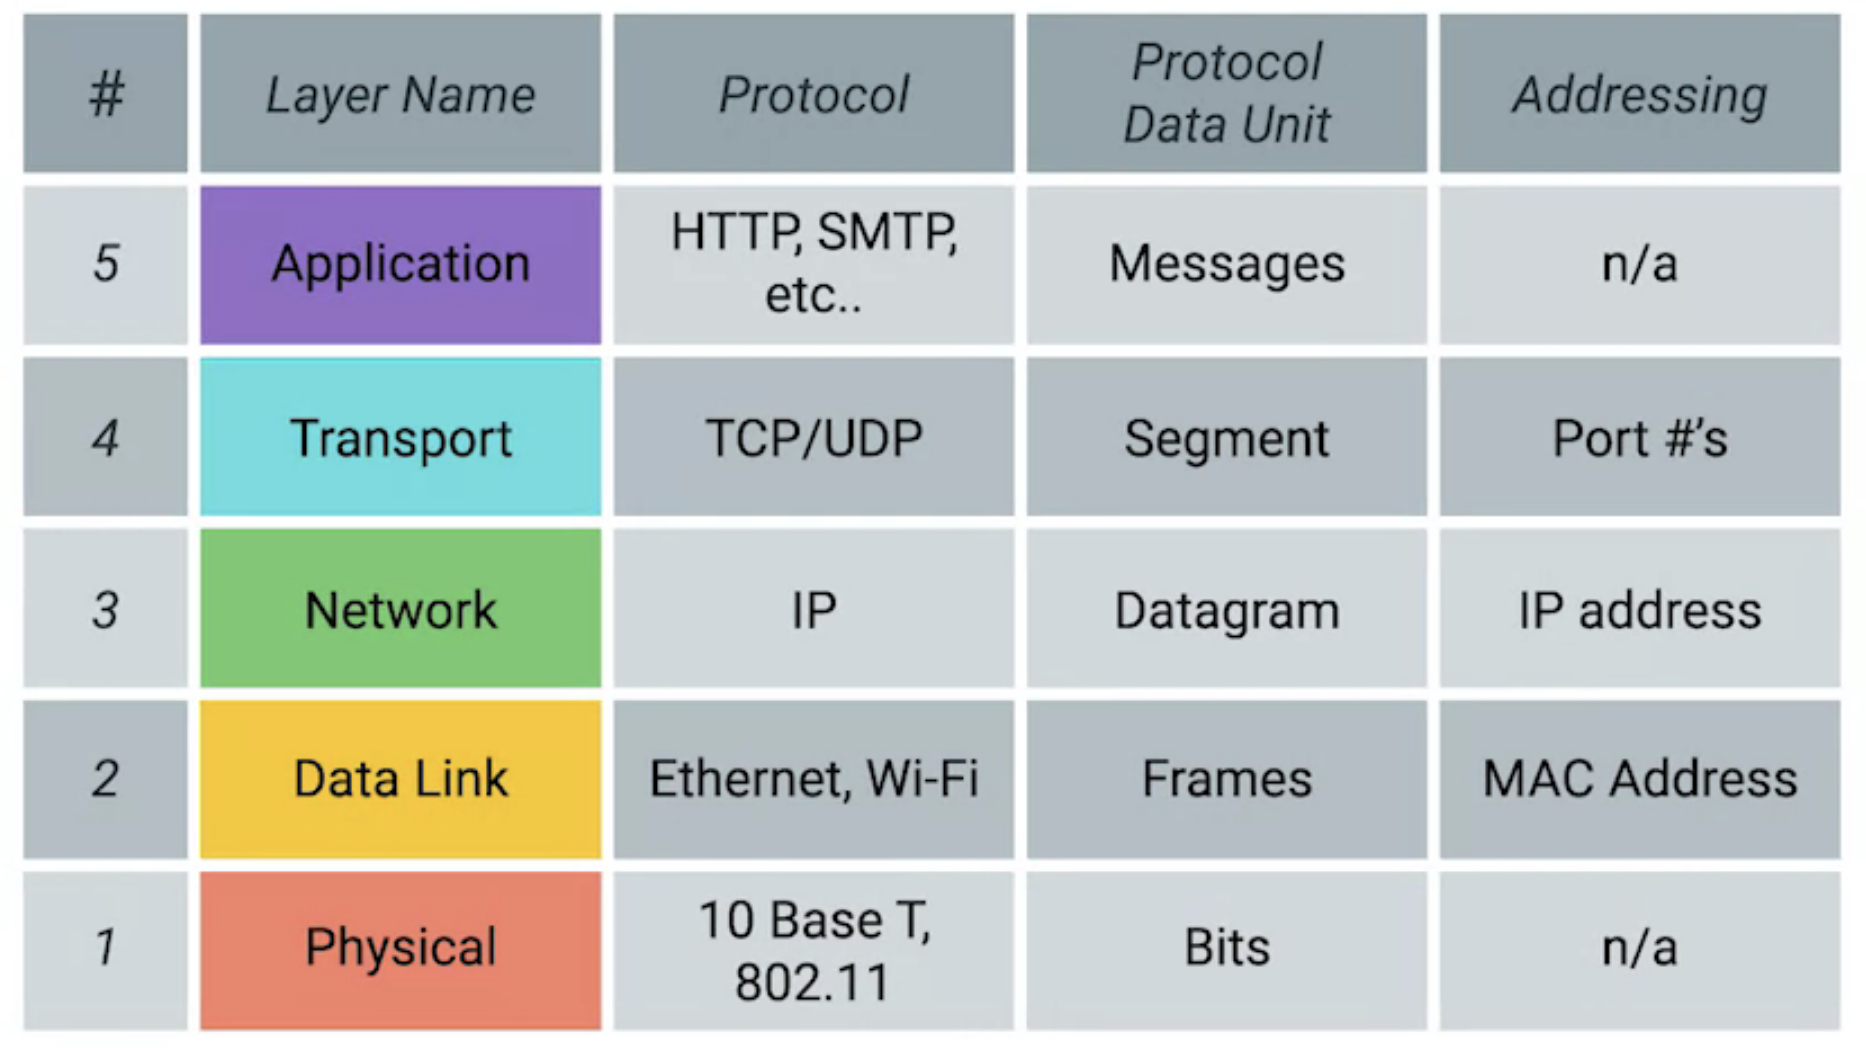 # Layer Name Protocol Protocol Data Unit Addressing
5 Application HTTP, SMTP, etc.. Messages n/a
4 Transport TCP/UDP Segment Port #’s
3 Network IP Datagram IP address
2 Data Link Ethernet, Wi-Fi Frames MAC Address
1 Physical 10 Base T, 802.11 Bits n/a